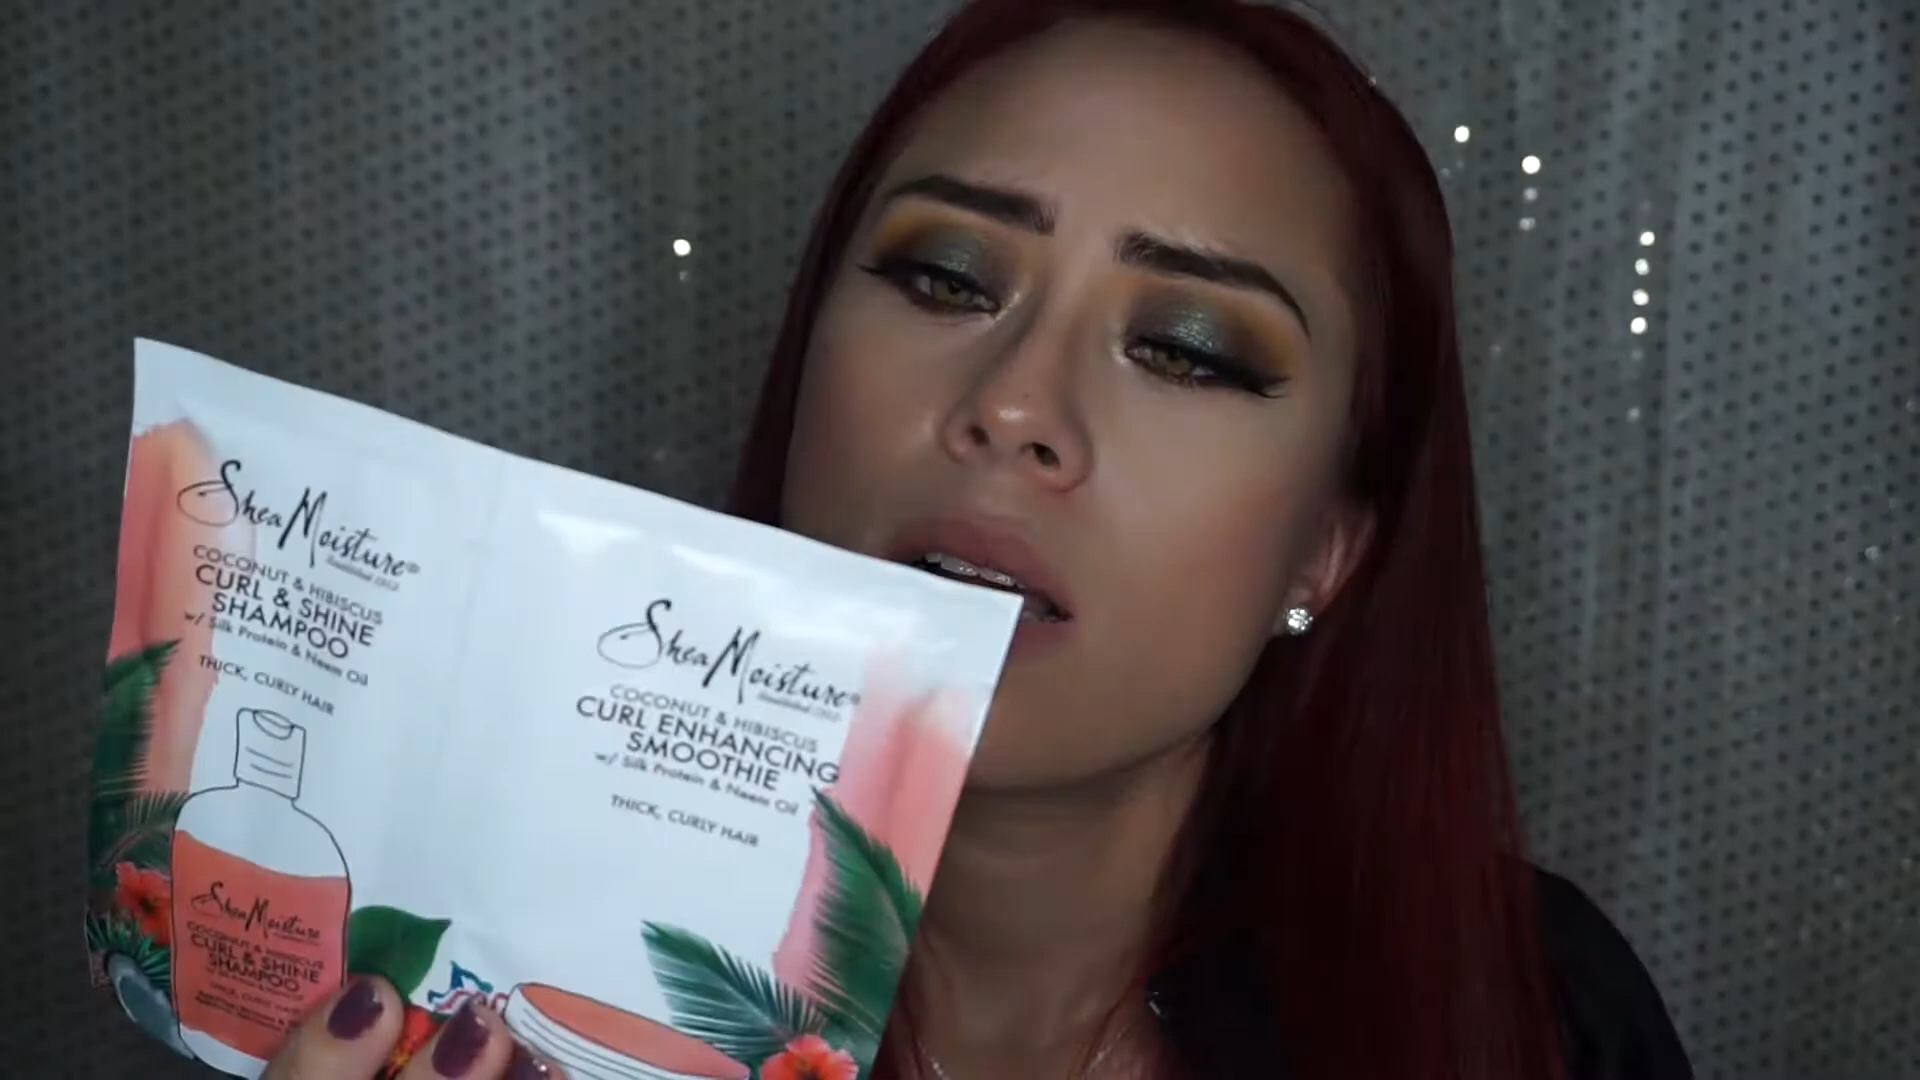 SheaMoisture®
COCONUT & HIBISCUS
CURL & SHINE
SHAMPOO
w/ Silk Protein & Neem Oil
THICK, CURLY HAIR
SheaMoisture
COCONUT & HIBISCUS
CURL & SHINE
SHAMPOO
SheaMoisture®
COCONUT & HIBISCUS
CURL ENHANCING
SMOOTHIE
w/ Silk Protein & Neem Oil
THICK, CURLY HAIR